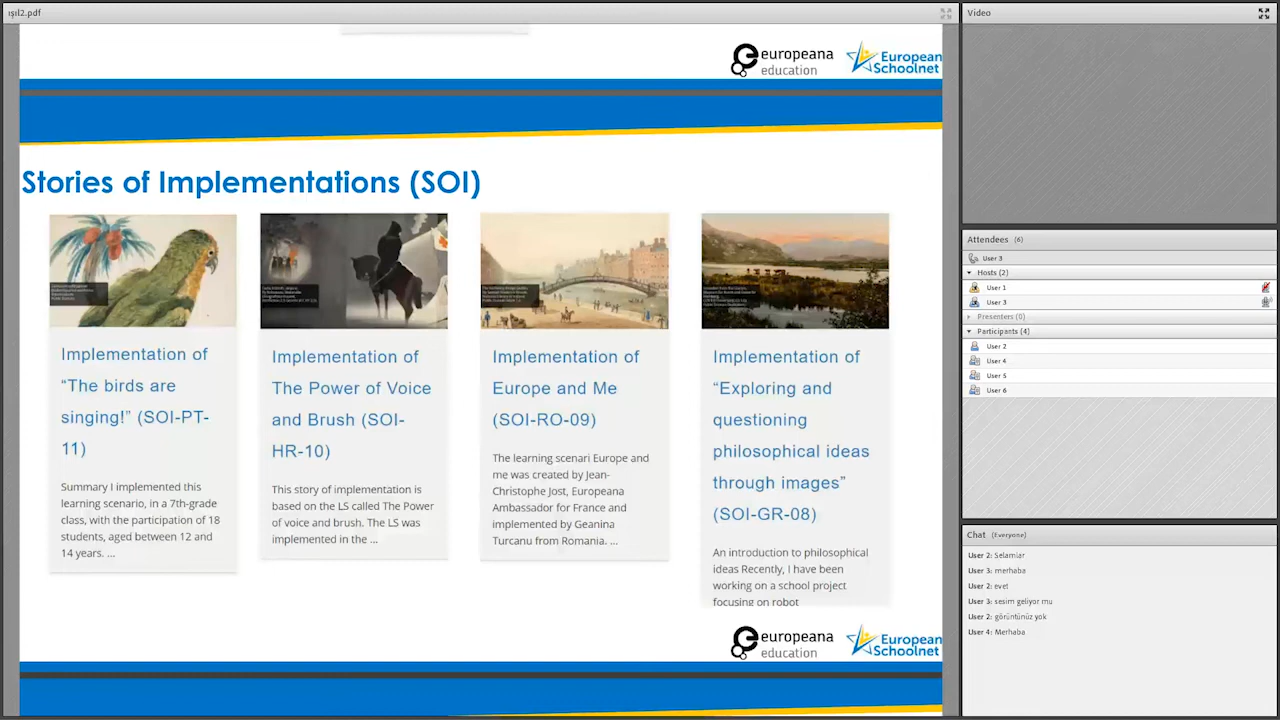 ışıl2.pdf
europeana
education
European
Schoolnet
Stories of Implementations (SOI)
Implementation of
“The birds are
singing!” (SOI-PT-
11)
Summary I implemented this
learning scenario, in a 7th-grade
class, with the participation of 18
students, aged between 12 and
14 years. ...
Implementation of
The Power of Voice
and Brush (SOI-
HR-10)
This story of implementation is
based on the LS called The Power
of voice and brush. The LS was
implemented in the ...
Implementation of
Europe and Me
(SOI-RO-09)
The learning scenari Europe and
me was created by Jean-
Christophe Jost, Europeana
Ambassador for France and
implemented by Geanina
Turcanu from Romania. ...
Implementation of
“Exploring and
questioning
philosophical ideas
through images”
(SOI-GR-08)
An introduction to philosophical
ideas Recently, I have been
working on a school project
focusing on robot
europeana
education
European
Schoolnet
Video
Attendees (6)
User 3
Hosts (2)
User 1
User 3
Presenters (0)
Participants (4)
User 2
User 4
User 5
User 6
Chat (Everyone)
User 2: Selamlar
User 3: merhaba
User 2: evet
User 3: sesim geliyor mu
User 2: görüntünüz yok
User 4: Merhaba